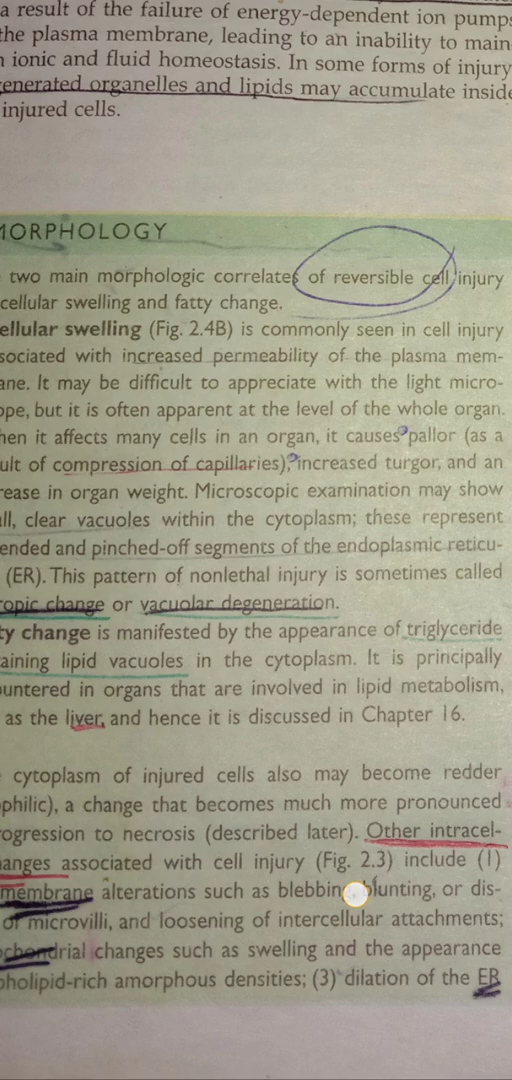 a result of the failure of energy-dependent ion pumps
the plasma membrane, leading to an inability to main-
ionic and fluid homeostasis. In some forms of injury
enerated organelles and lipids may accumulate inside
injured cells.
MORPHOLOGY
two main morphologic correlates of reversible cell injury
cellular swelling and fatty change.
ellular swelling (Fig. 2.4B) is commonly seen in cell injury
sociated with increased permeability of the plasma mem-
ane. It may be difficult to appreciate with the light micro-
ope, but it is often apparent at the level of the whole organ.
hen it affects many cells in an organ, it causes pallor (as a
ult of compression of capillaries), increased turgor, and an
rease in organ weight. Microscopic examination may show
all, clear vacuoles within the cytoplasm; these represent
ended and pinched-off segments of the endoplasmic reticu-
(ER). This pattern of nonlethal injury is sometimes called
opic change or vacuolar degeneration.
ty change is manifested by the appearance of triglyceride
aining lipid vacuoles in the cytoplasm. It is principally
ountered in organs that are involved in lipid metabolism,
as the liver, and hence it is discussed in Chapter 16.
cytoplasm of injured cells also may become redder
ophilic), a change that becomes much more pronounced
rogression to necrosis (described later). Other intracel-
anges associated with cell injury (Fig. 2.3) include (1)
membrane alterations such as blebbing, blunting, or dis-
of microvilli, and loosening of intercellular attachments;
ochondrial changes such as swelling and the appearance
pholipid-rich amorphous densities; (3) dilation of the ER